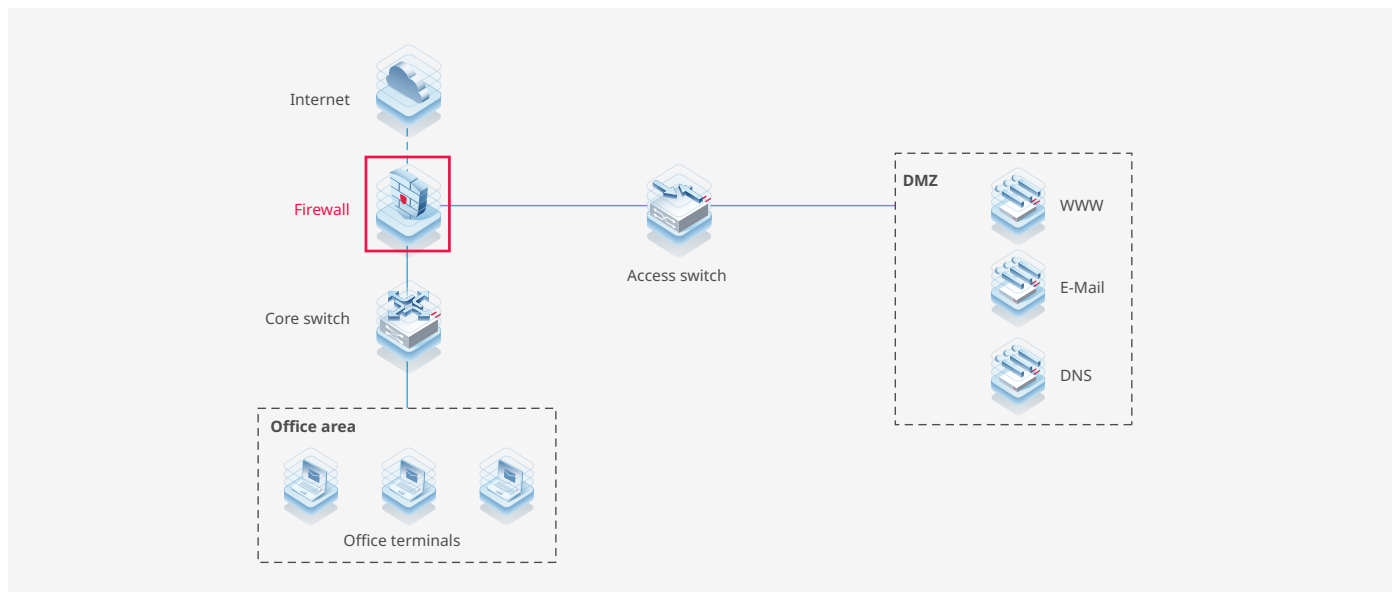 Internet
Firewall
Access switch
Core switch
DMZ
WWW
E-Mail
DNS
Office area
Office terminals